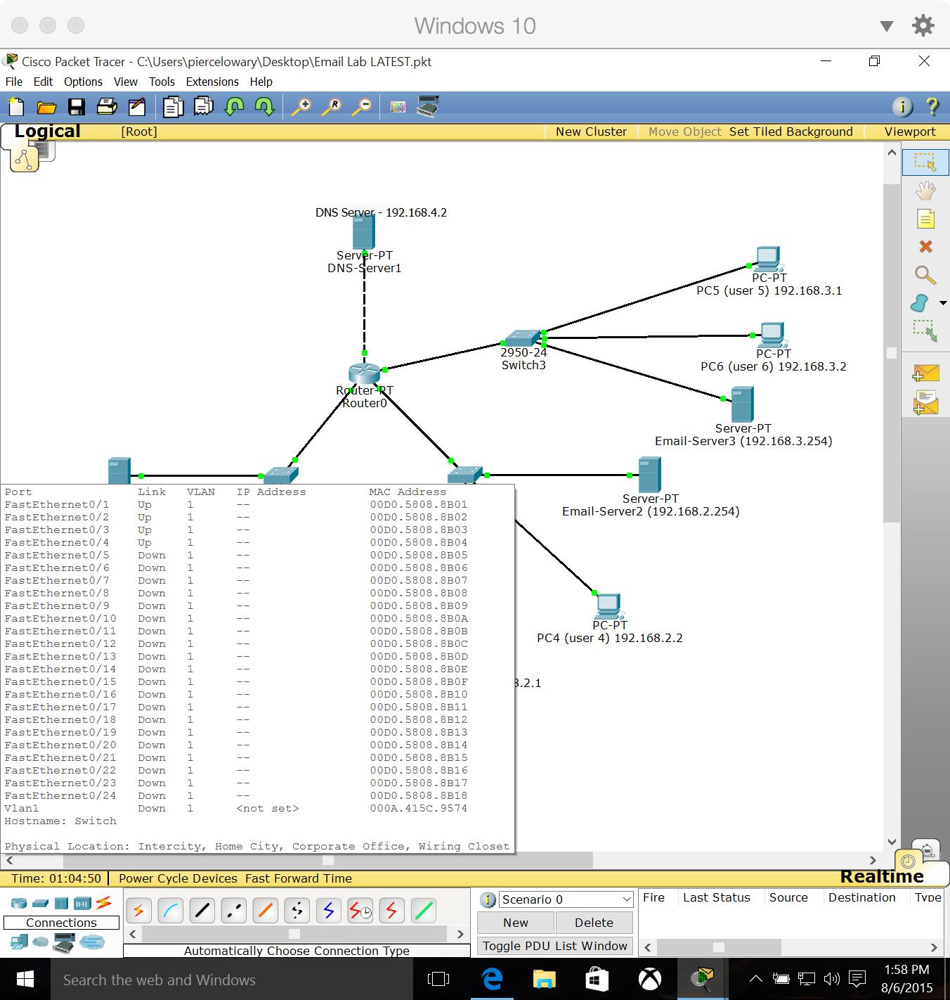 Windows 10
Cisco Packet Tracer - C:\Users\piercelowary\Desktop\Email Lab LATEST.pkt
File Edit Options View Tools Extensions Help
R
i ?
Logical [Root] New Cluster Move Object Set Tiled Background Viewport
DNS Server - 192.168.4.2
Server-PT
DNS-Server1
PC-PT
PC5 (user 5) 192.168.3.1
2950-24
Switch3
PC-PT
PC6 (user 6) 192.168.3.2
Router-PT
Router0
Server-PT
Email-Server3 (192.168.3.254)
Server-PT
Email-Server2 (192.168.2.254)
PC-PT
PC4 (user 4) 192.168.2.2
3.2.1
Port Link VLAN IP Address MAC Address
FastEthernet0/1 Up 1 -- 00D0.5808.8B01
FastEthernet0/2 Up 1 -- 00D0.5808.8B02
FastEthernet0/3 Up 1 -- 00D0.5808.8B03
FastEthernet0/4 Up 1 -- 00D0.5808.8B04
FastEthernet0/5 Down 1 -- 00D0.5808.8B05
FastEthernet0/6 Down 1 -- 00D0.5808.8B06
FastEthernet0/7 Down 1 -- 00D0.5808.8B07
FastEthernet0/8 Down 1 -- 00D0.5808.8B08
FastEthernet0/9 Down 1 -- 00D0.5808.8B09
FastEthernet0/10 Down 1 -- 00D0.5808.8B0A
FastEthernet0/11 Down 1 -- 00D0.5808.8B0B
FastEthernet0/12 Down 1 -- 00D0.5808.8B0C
FastEthernet0/13 Down 1 -- 00D0.5808.8B0D
FastEthernet0/14 Down 1 -- 00D0.5808.8B0E
FastEthernet0/15 Down 1 -- 00D0.5808.8B0F
FastEthernet0/16 Down 1 -- 00D0.5808.8B10
FastEthernet0/17 Down 1 -- 00D0.5808.8B11
FastEthernet0/18 Down 1 -- 00D0.5808.8B12
FastEthernet0/19 Down 1 -- 00D0.5808.8B13
FastEthernet0/20 Down 1 -- 00D0.5808.8B14
FastEthernet0/21 Down 1 -- 00D0.5808.8B15
FastEthernet0/22 Down 1 -- 00D0.5808.8B16
FastEthernet0/23 Down 1 -- 00D0.5808.8B17
FastEthernet0/24 Down 1 -- 00D0.5808.8B18
Vlan1 Down 1 <not set> 000A.415C.9574
Hostname: Switch
Physical Location: Intercity, Home City, Corporate Office, Wiring Closet
Time: 01:04:50 Power Cycle Devices Fast Forward Time Realtime
Connections
Automatically Choose Connection Type
i Scenario 0
New Delete
Toggle PDU List Window
Fire Last Status Source Destination Type
Search the web and Windows
1:58 PM
8/6/2015